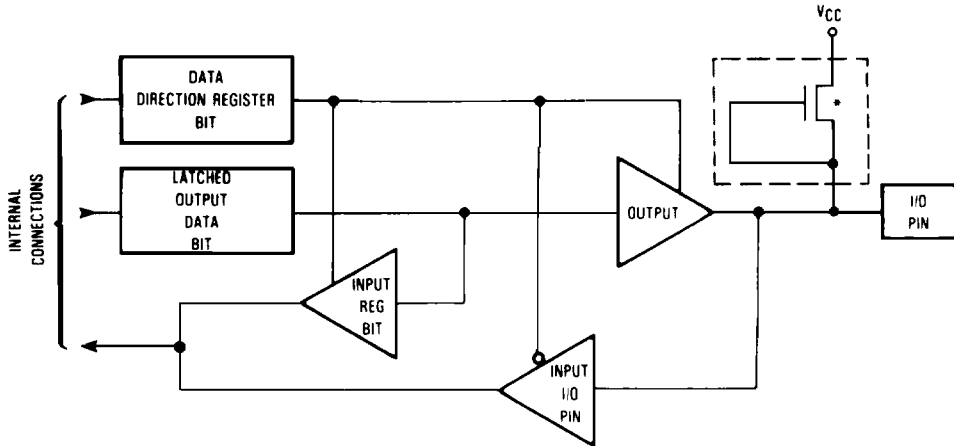 VCC
DATA
DIRECTION REGISTER
BIT
*
LATCHED
OUTPUT
DATA
BIT
OUTPUT
I/O
PIN
INTERNAL
CONNECTIONS
INPUT
REG
BIT
INPUT
I/O
PIN